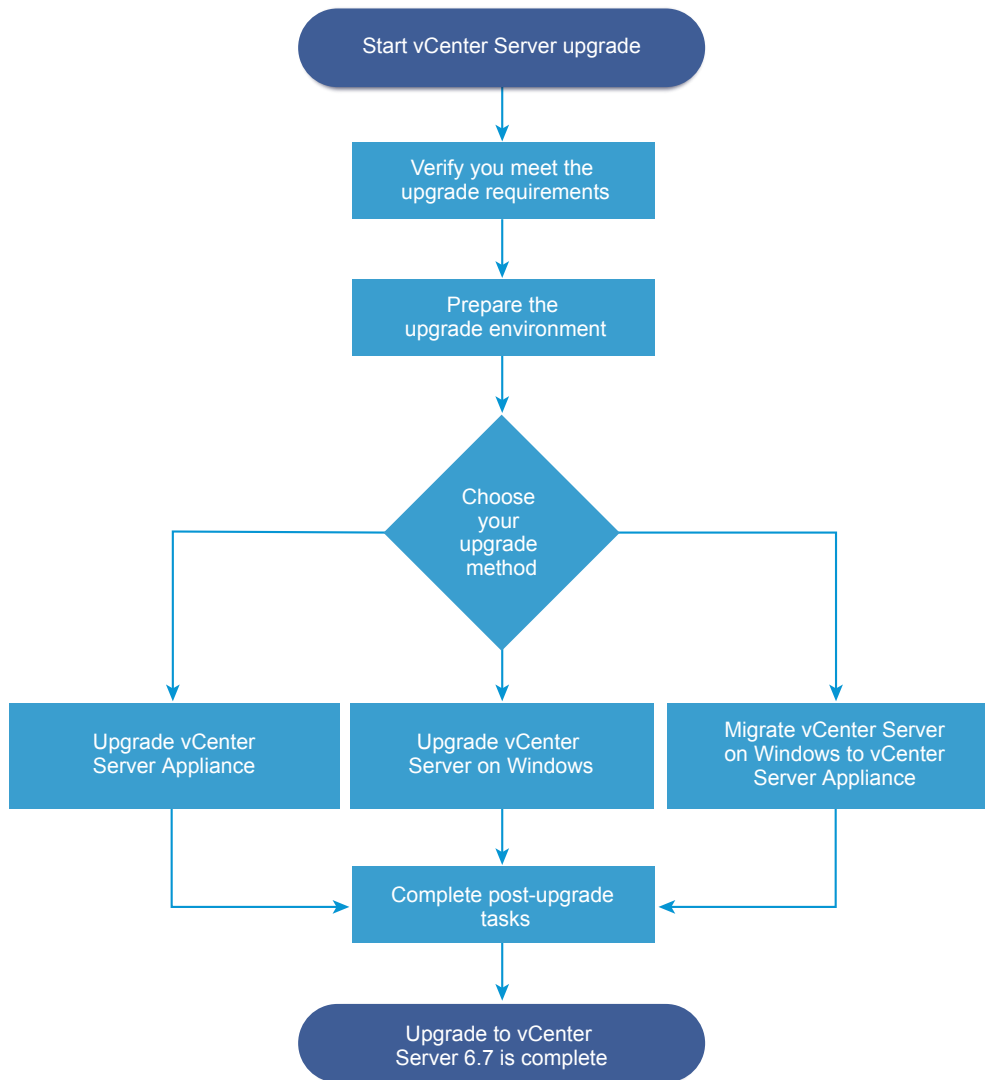 Start vCenter Server upgrade
Verify you meet the
upgrade requirements
Prepare the
upgrade environment
Choose
your
upgrade
method
Upgrade vCenter
Server Appliance
Upgrade vCenter
Server on Windows
Migrate vCenter Server
on Windows to vCenter
Server Appliance
Complete post-upgrade
tasks
Upgrade to vCenter
Server 6.7 is complete